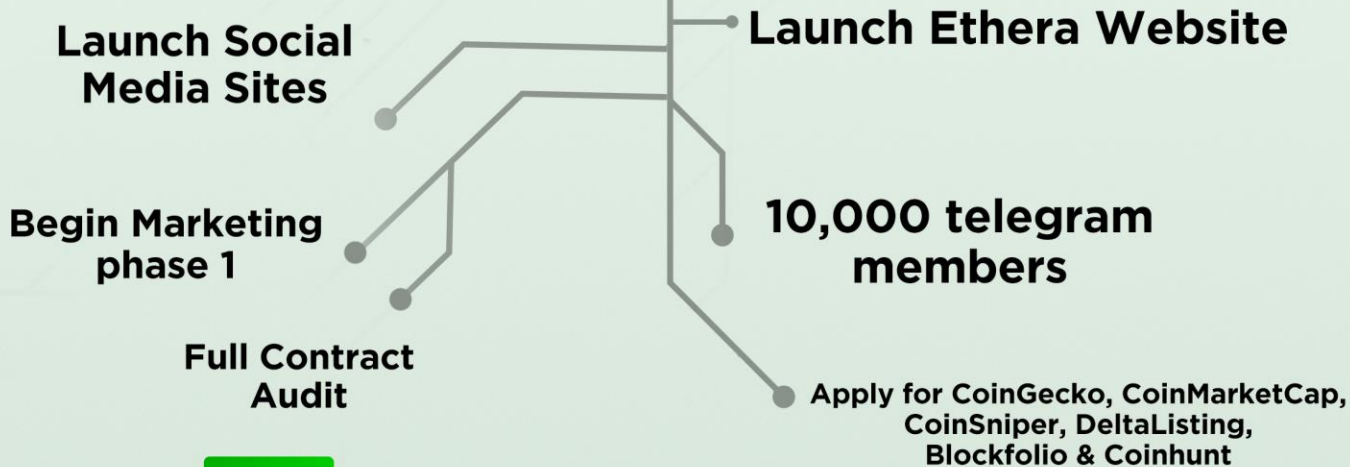 Launch Social
Media Sites
Launch Ethera Website
Begin Marketing
phase 1
10,000 telegram
members
Full Contract
Audit
Apply for CoinGecko, CoinMarketCap,
CoinSniper, DeltaListing,
Blockfolio & Coinhunt